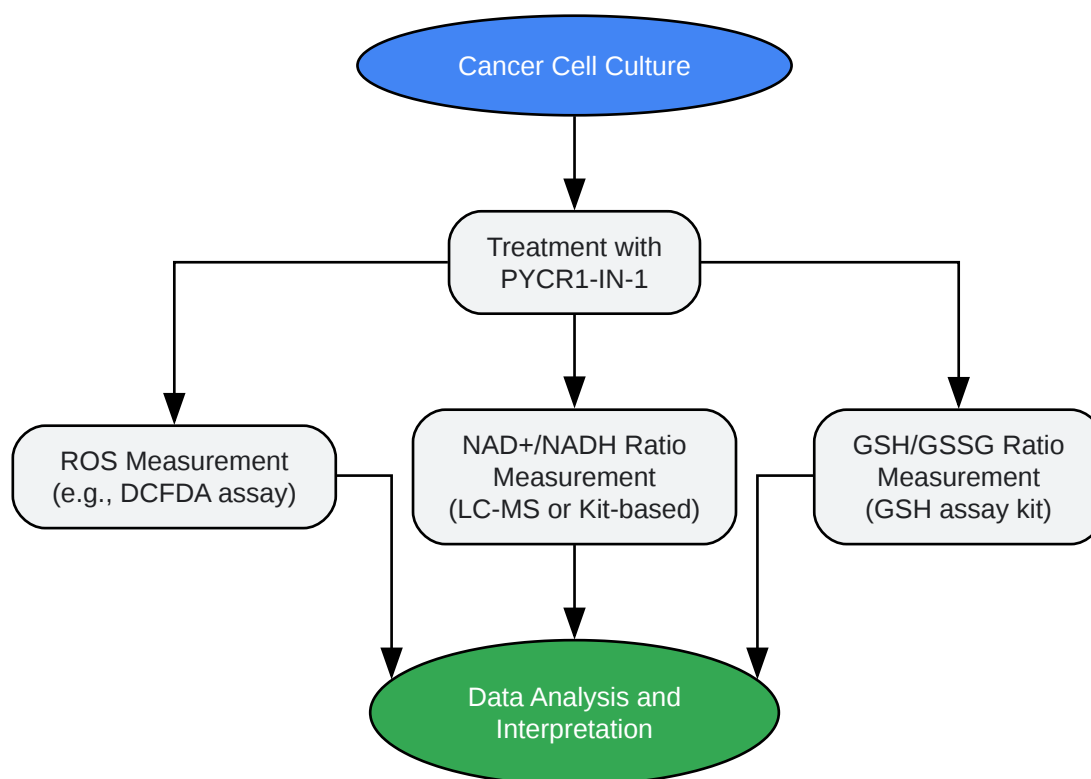 Cancer Cell Culture
Treatment with
PYCR1-IN-1
ROS Measurement
(e.g., DCFDA assay)
NAD+/NADH Ratio
Measurement
(LC-MS or Kit-based)
GSH/GSSG Ratio
Measurement
(GSH assay kit)
Data Analysis and
Interpretation